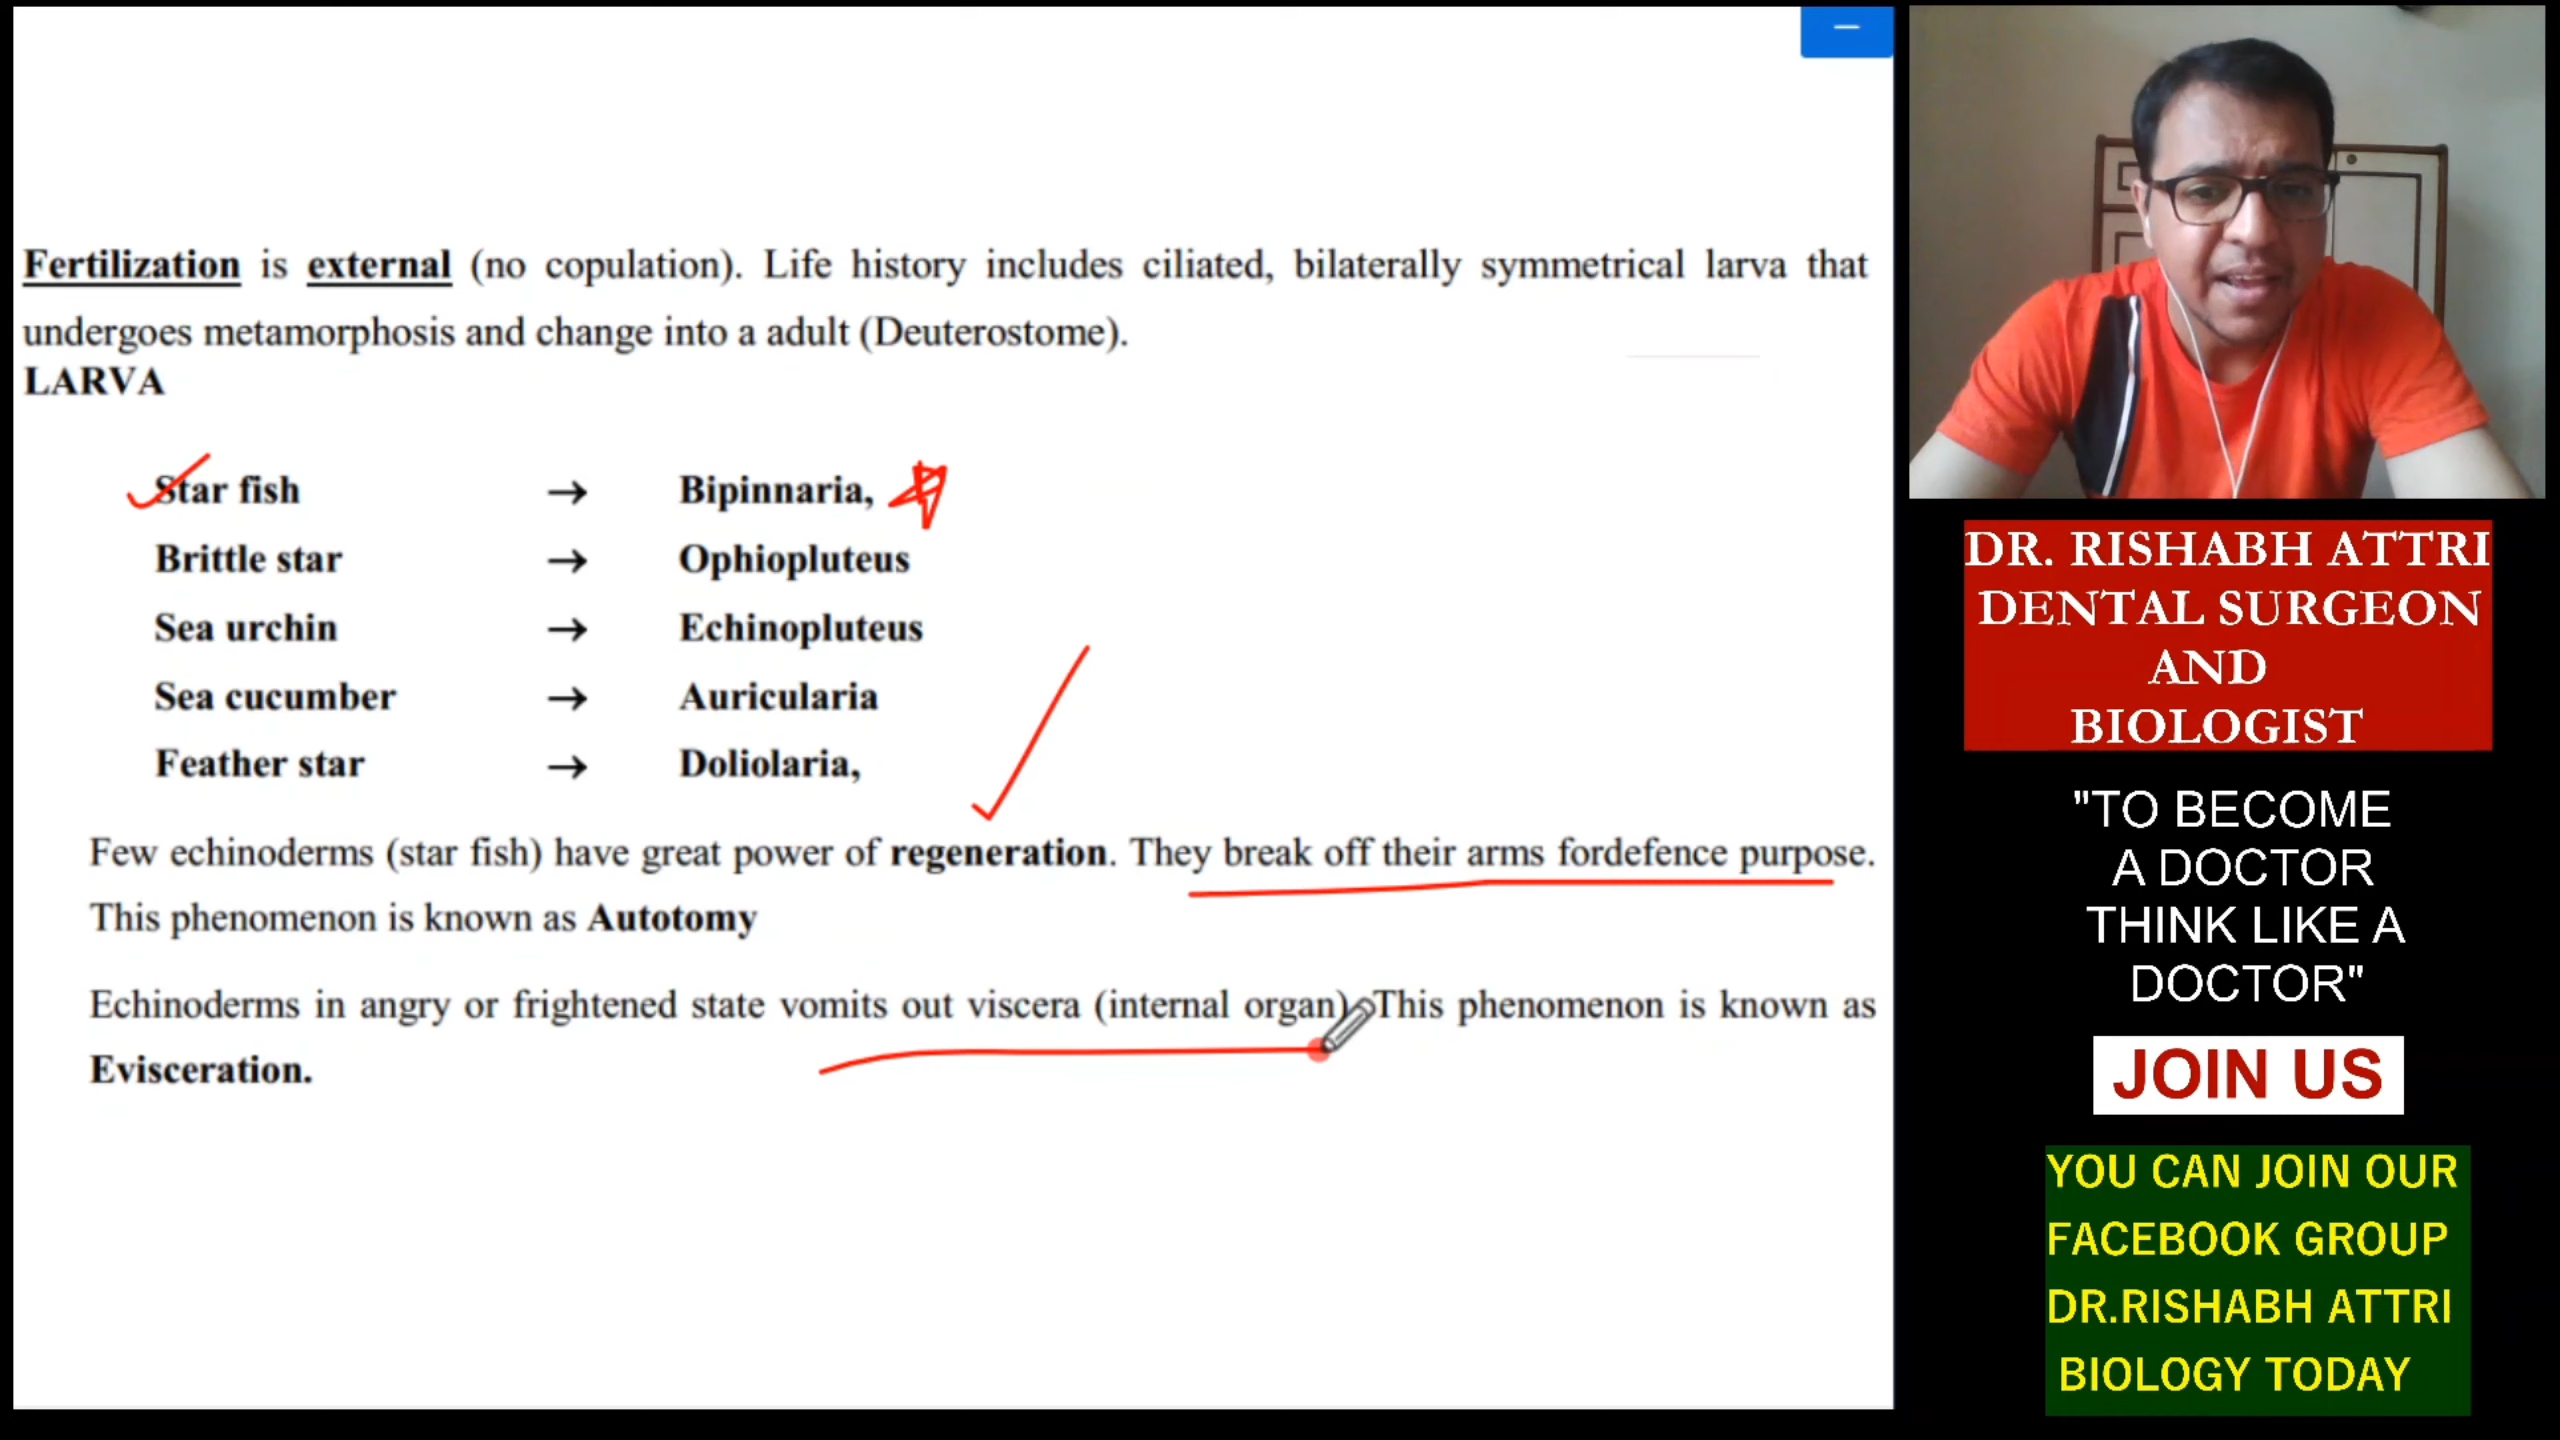 Fertilization is external (no copulation). Life history includes ciliated, bilaterally symmetrical larva that
undergoes metamorphosis and change into a adult (Deuterostome).
LARVA
Star fish → Bipinnaria,
Brittle star → Ophiopluteus
Sea urchin → Echinopluteus
Sea cucumber → Auricularia
Feather star → Doliolaria,
Few echinoderms (star fish) have great power of regeneration. They break off their arms fordefence purpose.
This phenomenon is known as Autotomy
Echinoderms in angry or frightened state vomits out viscera (internal organ). This phenomenon is known as
Evisceration.
DR. RISHABH ATTRI
DENTAL SURGEON
AND
BIOLOGIST
"TO BECOME
A DOCTOR
THINK LIKE A
DOCTOR"
JOIN US
YOU CAN JOIN OUR
FACEBOOK GROUP
DR.RISHABH ATTRI
BIOLOGY TODAY